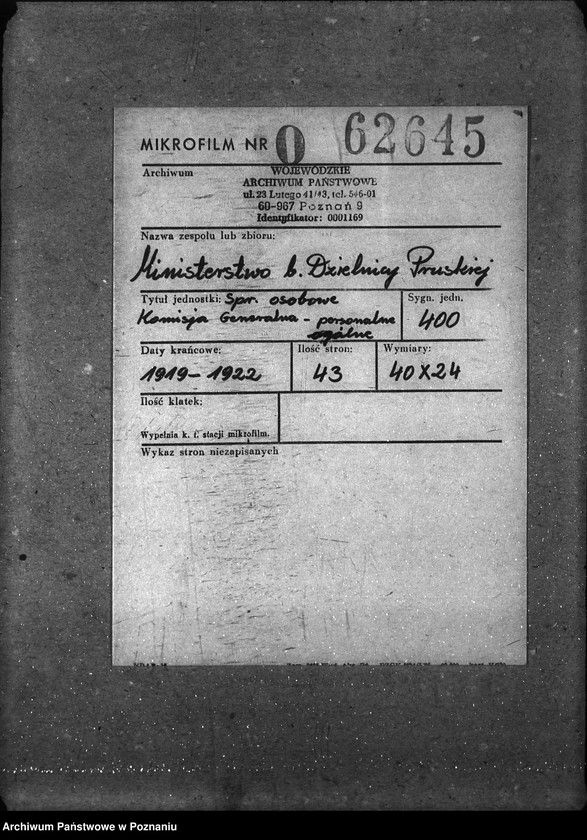 MIKROFILM NR O 62645
Archiwum
WOJEWÓDZKIE
ARCHIWUM PAŃSTWOWE
ul. 23 Lutego 41/43, tel. 546-01
60-967 Poznań 9
Identyfikator: 0001169
Nazwa zespołu lub zbioru:
Ministerstwo b. Dzielnicy Pruskiej
Tytuł jednostki: Spr. osobowe
Komisja Generalna - personalne
ogólne
Sygn. jedn.
400
Daty krańcowe:
1919 - 1922
Ilość stron:
43
Wymiary:
40X24
Ilość klatek:
Wypełnia k. f. stacji mikrofilm.
Wykaz stron niezapisanych
Archiwum Państwowe w Poznaniu